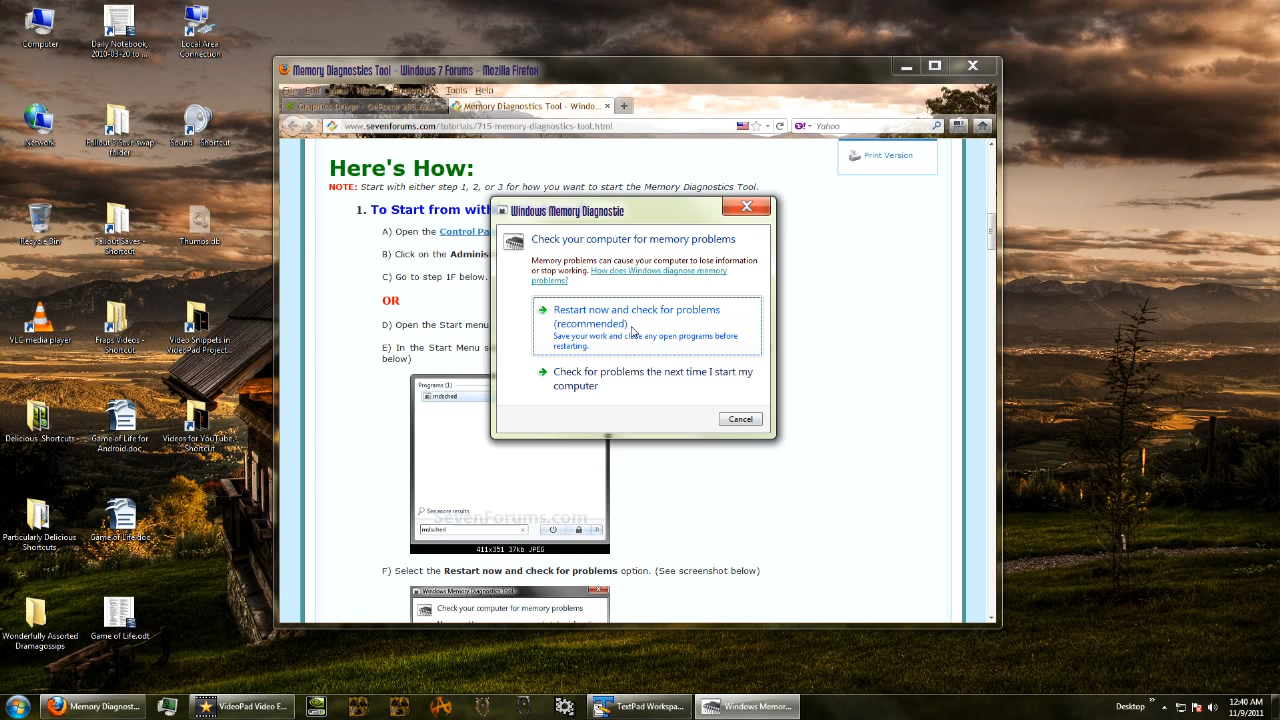 Computer
Daily Notebook,
2010-03-20 to ...
Local Area
Connection
Network
Fallout 3 Save swap
folder
Sound - Shortcut
Recycle Bin
Fallout Saves -
Shortcut
Thumbs.db
VLC media player
Fraps Videos -
Shortcut
Video Snippets in
VideoPad Project...
Delicious -Shortcuts -
Game of Life for
Android.doc
Videos for YouTube -
Shortcut
Particularly Delicious
Shortcuts
Game of Life.doc
Wonderfully Assorted
Dramagossips
Game of Life.odt
Memory Diagnostics Tool - Windows 7 Forums - Mozilla Firefox
File Edit View History Bookmarks Tools Help
Graphics Driver - GeForce 285.62...
Memory Diagnostics Tool - Windo...
www.sevenforums.com/tutorials/715-memory-diagnostics-tool.html
Yahoo
Print Version
Here's How:
NOTE: Start with either step 1, 2, or 3 for how you want to start the Memory Diagnostics Tool.
1. To Start from with
A) Open the Control Pa
B) Click on the Adminis
C) Go to step 1F below.
OR
D) Open the Start menu
E) In the Start Menu s
below)
Programs (1)
mdsched
See more results
SevenForums.com
mdsched
411x351 37kb JPEG
F) Select the Restart now and check for problems option. (See screenshot below)
Windows Memory Diagnostics Tool
Check your computer for memory problems
Windows Memory Diagnostic
Check your computer for memory problems
Memory problems can cause your computer to lose information
or stop working. How does Windows diagnose memory
problems?
Restart now and check for problems
(recommended)
Save your work and close any open programs before
restarting.
Check for problems the next time I start my
computer
Cancel
Memory Diagnost...
VideoPad Video E...
TextPad Workspa...
Windows Memor...
Desktop
12:40 AM
11/9/2011